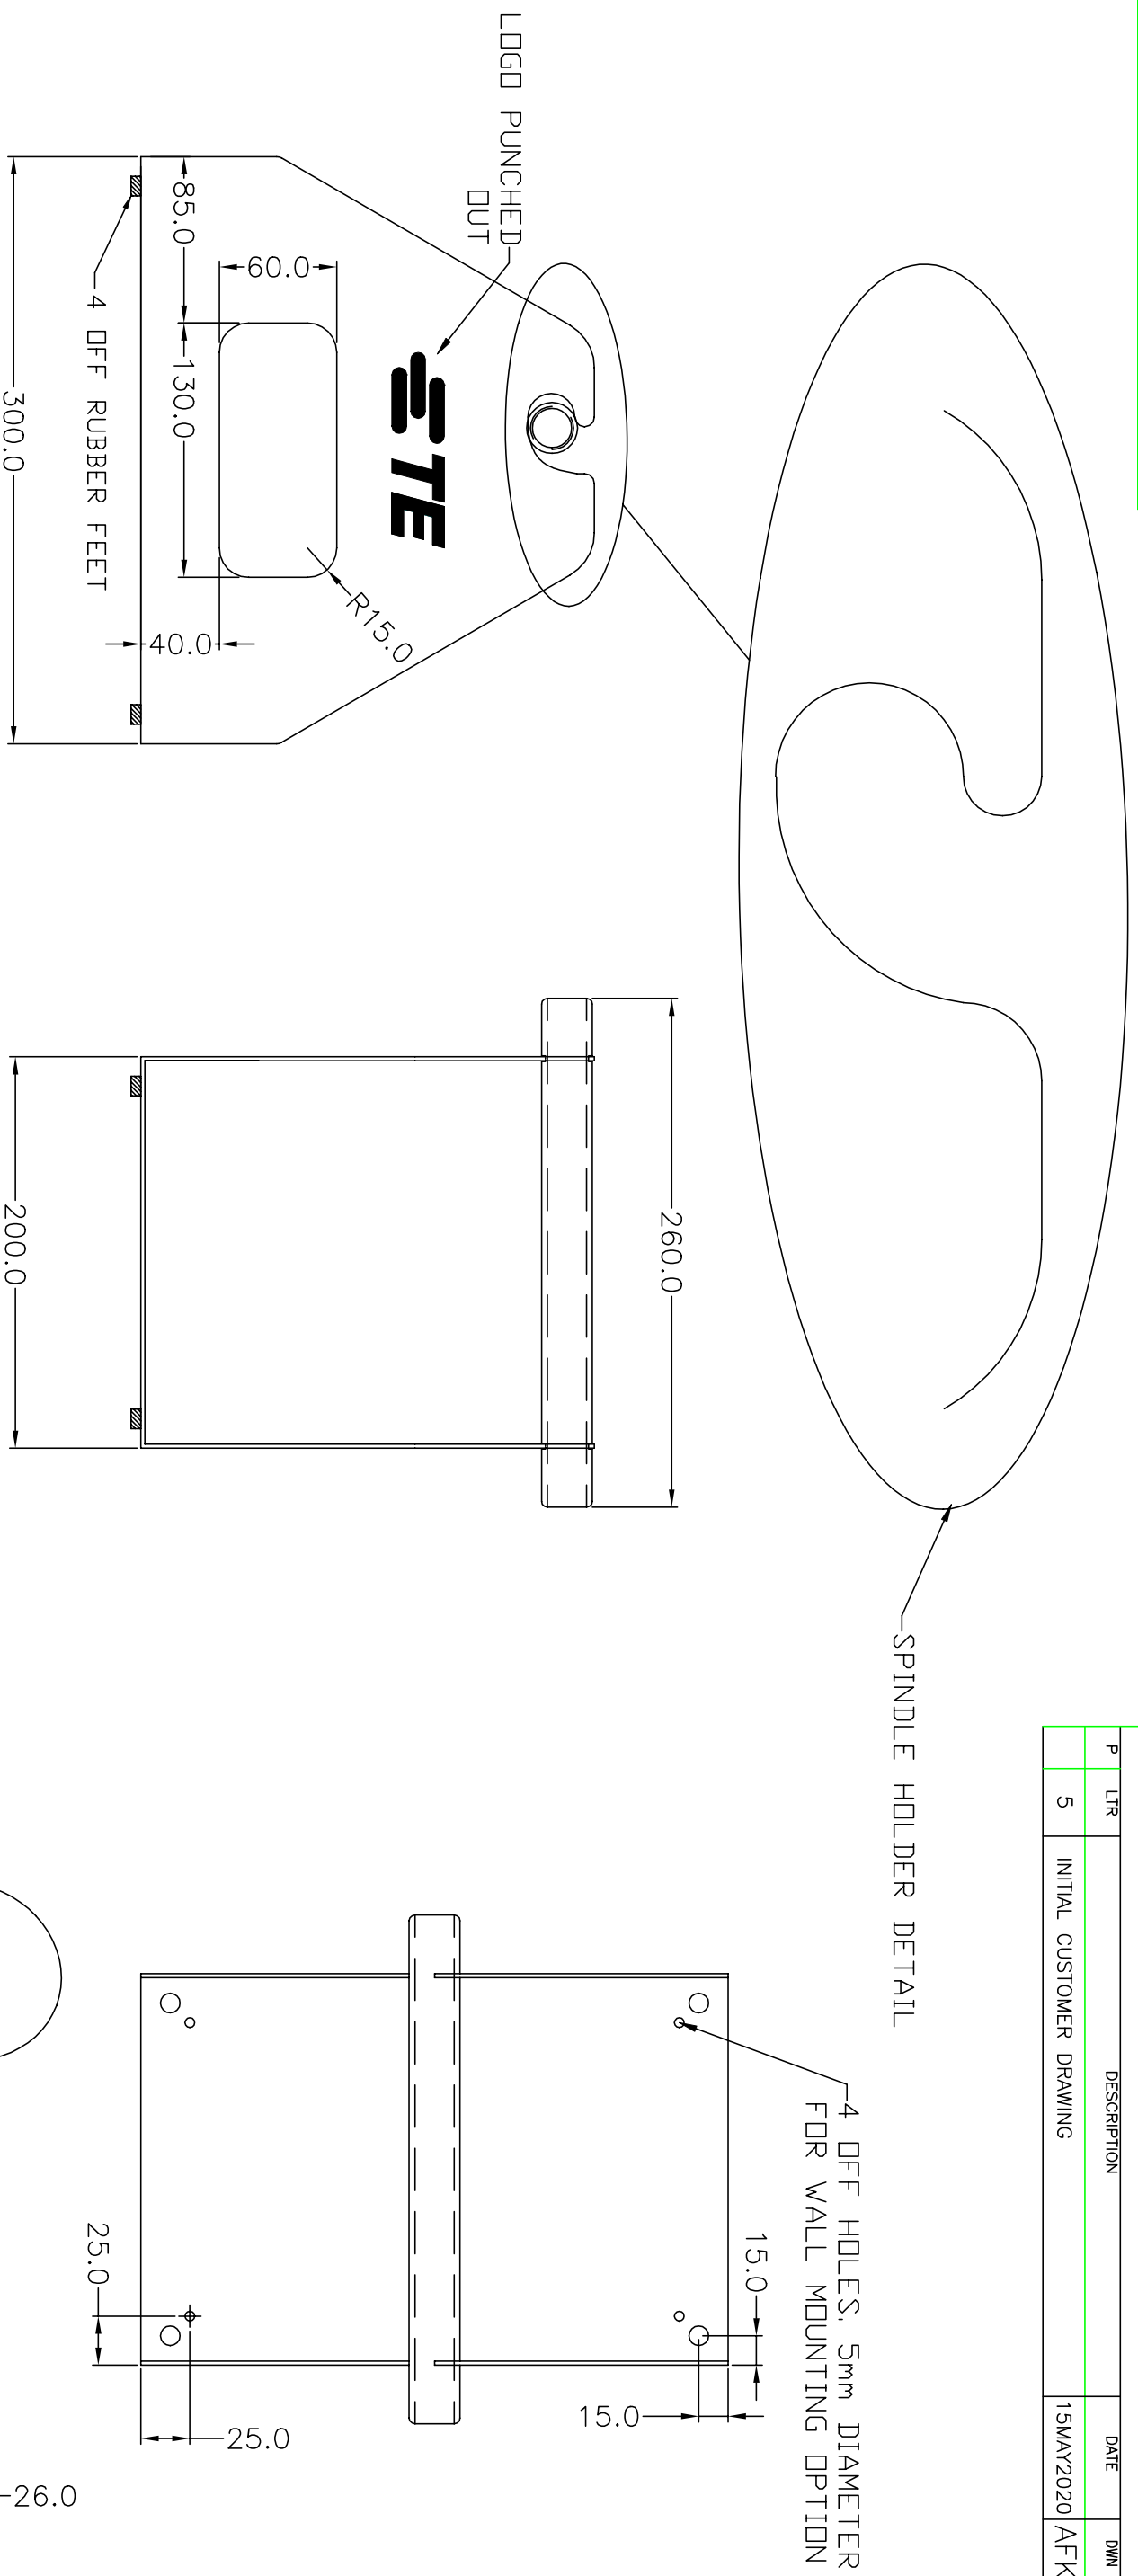 P LTR DESCRIPTION DATE DWN
5 INITIAL CUSTOMER DRAWING 15MAY2020 AFK
SPINDLE HOLDER DETAIL
LOGO PUNCHED
OUT
TE
85.0
60.0
130.0
R15.0
40.0
4 OFF RUBBER FEET
300.0
260.0
200.0
4 OFF HOLES, 5mm DIAMETER
FOR WALL MOUNTING OPTION
15.0
15.0
25.0
25.0
26.0